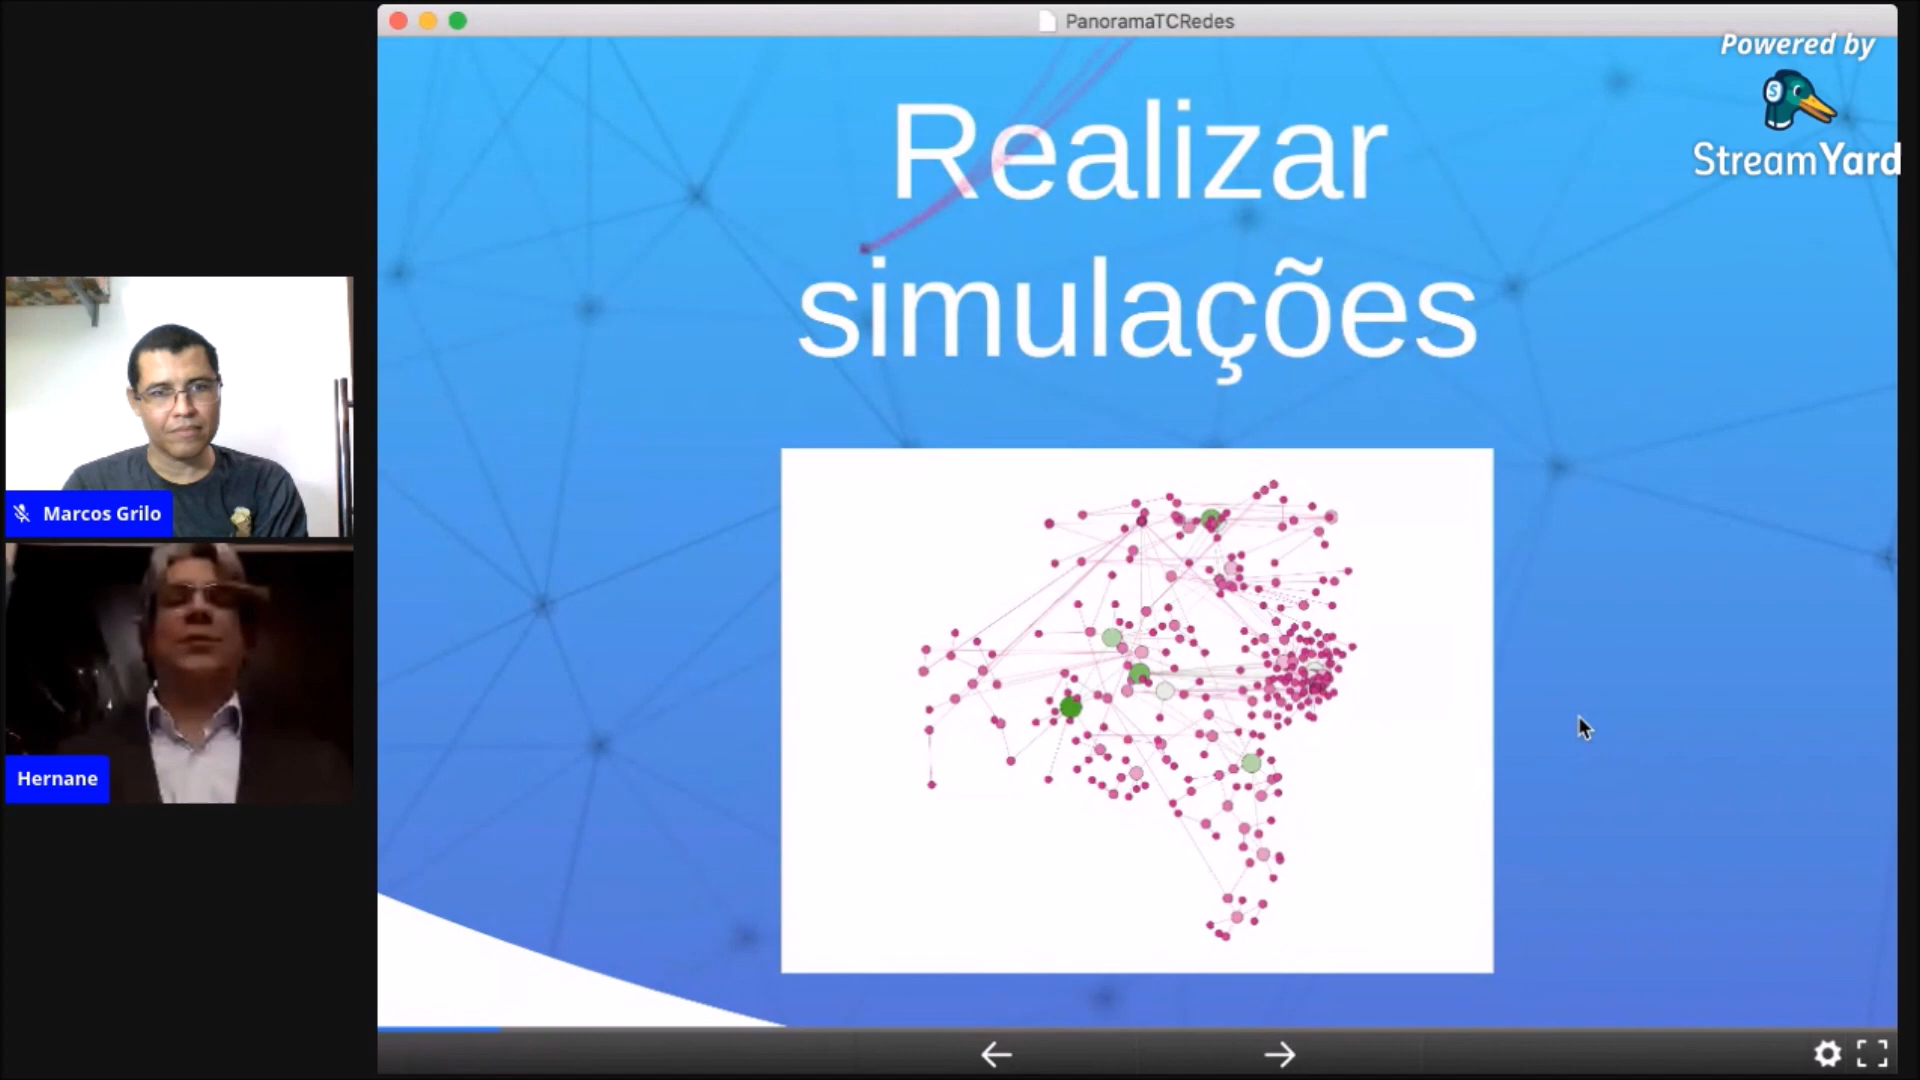 PanoramaTCRedes
Powered by
StreamYard
Realizar
simulações
Marcos Grilo
Hernane